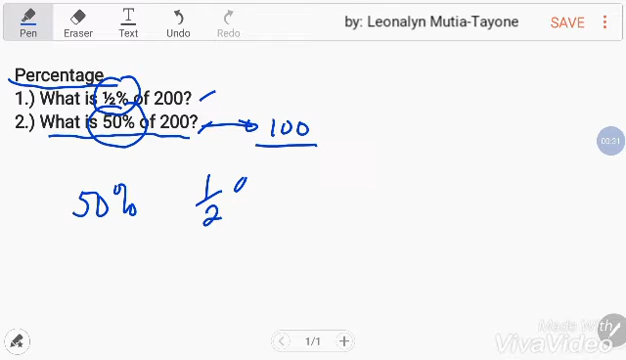 by: Leonalyn Mutia-Tayone
SAVE
Pen
Eraser
Text
Undo
Redo
Percentage
1.) What is ½% of 200?
2.) What is 50% of 200?
100
50%
1/2
00:31
1/1
Made With
VivaVideo